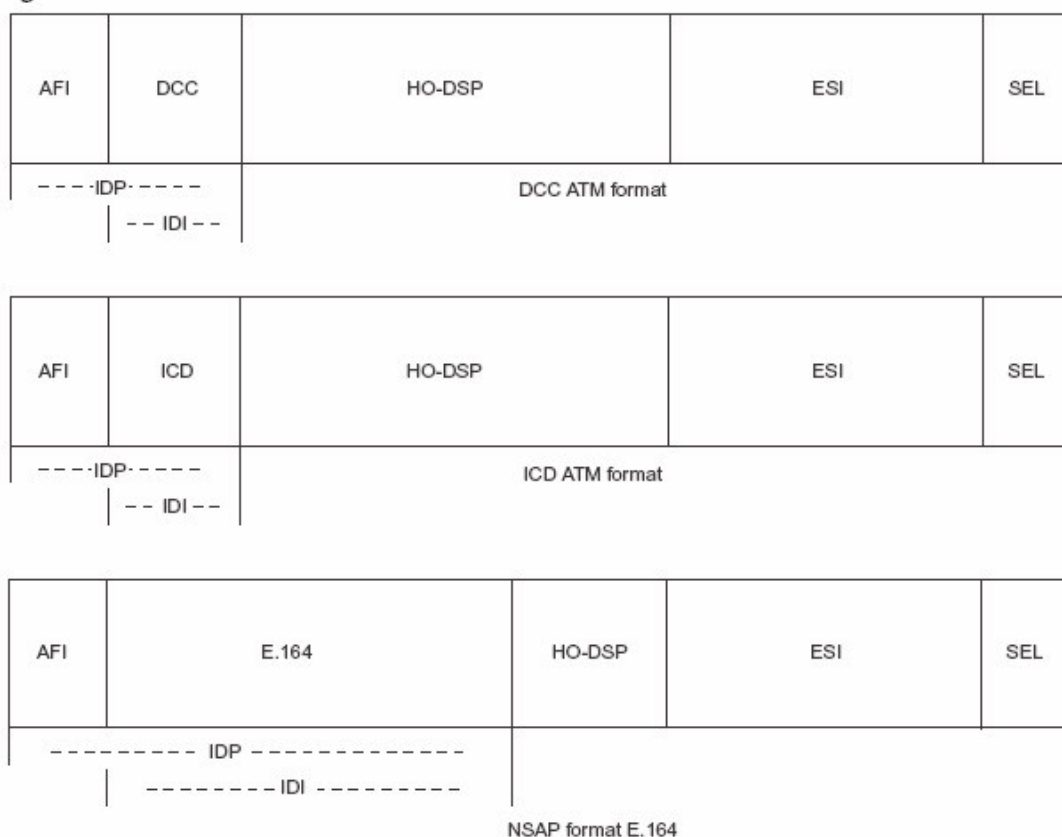 AFI DCC HO-DSP ESI SEL
IDP
DCC ATM format
IDI
AFI ICD HO-DSP ESI SEL
IDP
ICD ATM format
IDI
AFI E.164 HO-DSP ESI SEL
IDP
IDI
NSAP format E.164